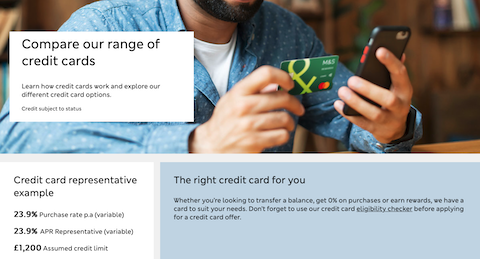 Compare our range of
credit cards
Learn how credit cards work and explore our
different credit card options.
Credit subject to status
M&S
Credit card representative
example
23.9% Purchase rate p.a (variable)
23.9% APR Representative (variable)
£1,200 Assumed credit limit
The right credit card for you
Whether you're looking to transfer a balance, get 0% on purchases or earn rewards, we have a
card to suit your needs. Don't forget to use our credit card eligibility checker before applying
for a credit card offer.